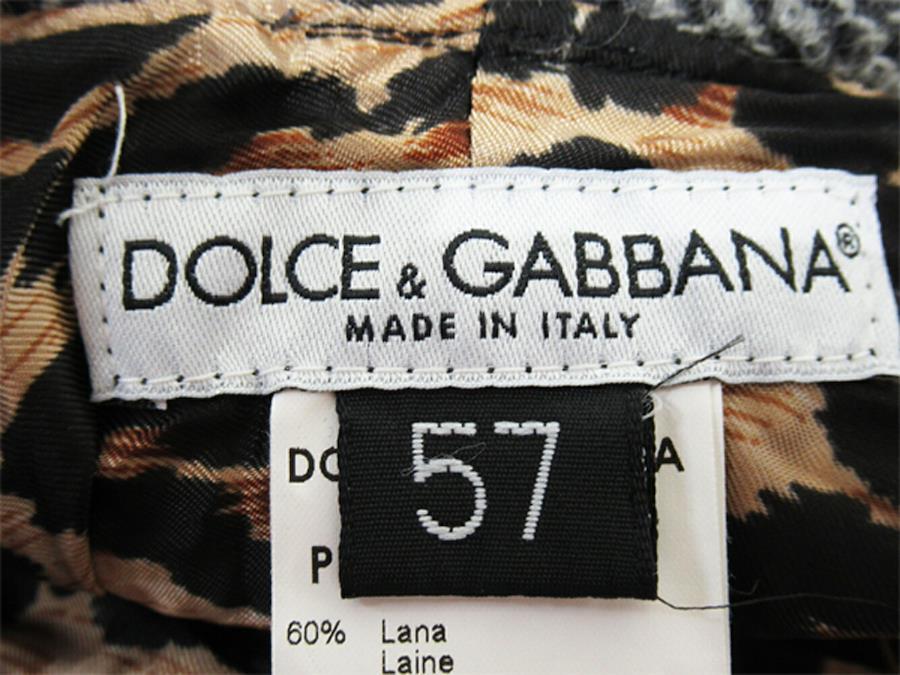 DOLCE & GABBANA®
MADE IN ITALY
57
60% Lana
Laine